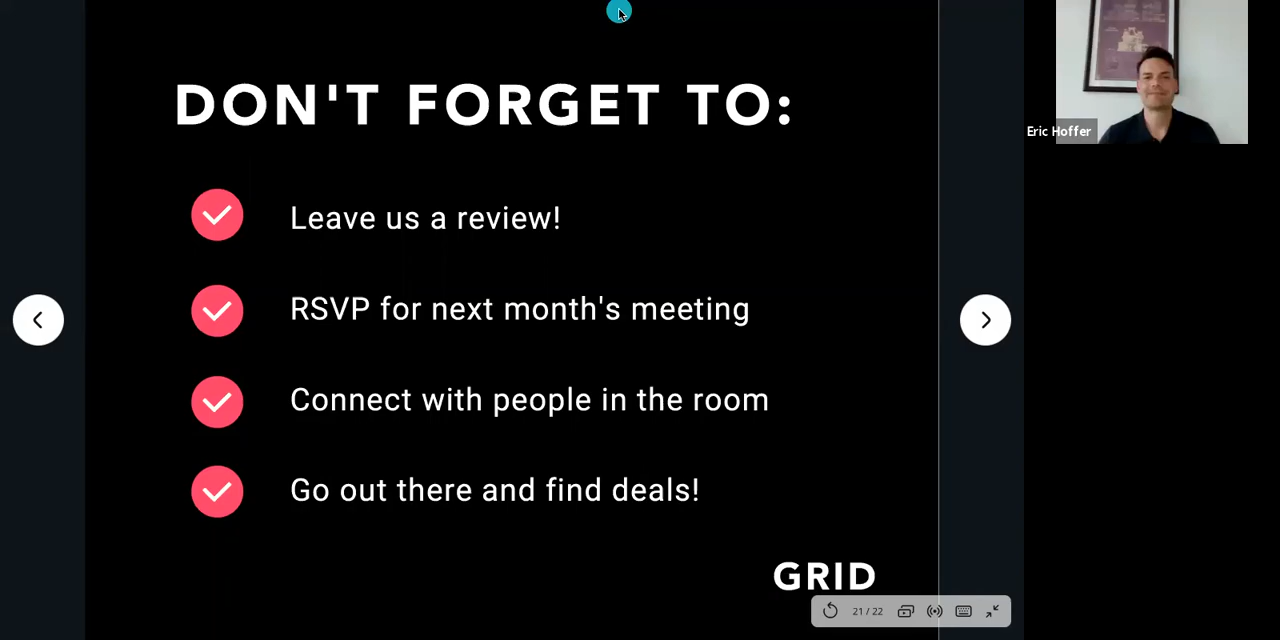 DON'T FORGET TO:
Leave us a review!
RSVP for next month's meeting
Connect with people in the room
Go out there and find deals!
GRID
21 / 22
Eric Hoffer